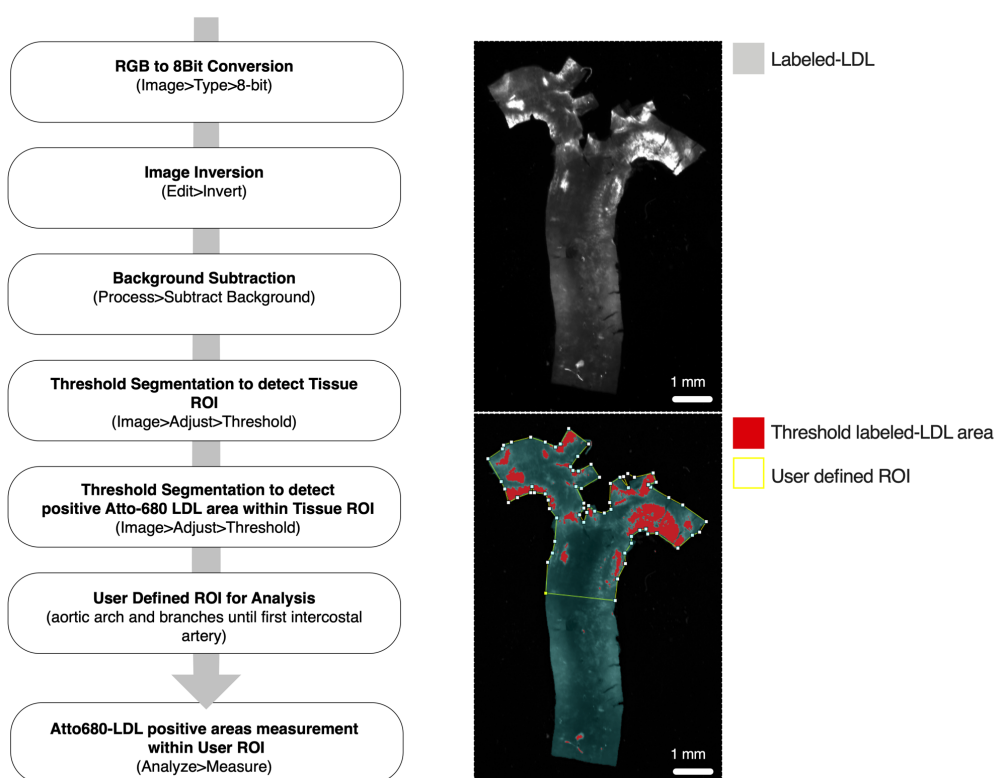 RGB to 8Bit Conversion
(Image>Type>8-bit)
Image Inversion
(Edit>Invert)
Background Subtraction
(Process>Subtract Background)
Threshold Segmentation to detect Tissue
ROI
(Image>Adjust>Threshold)
Threshold Segmentation to detect
positive Atto-680 LDL area within Tissue ROI
(Image>Adjust>Threshold)
User Defined ROI for Analysis
(aortic arch and branches until first intercostal
artery)
Atto680-LDL positive areas measurement
within User ROI
(Analyze>Measure)
Labeled-LDL
1 mm
Threshold labeled-LDL area
User defined ROI
1 mm